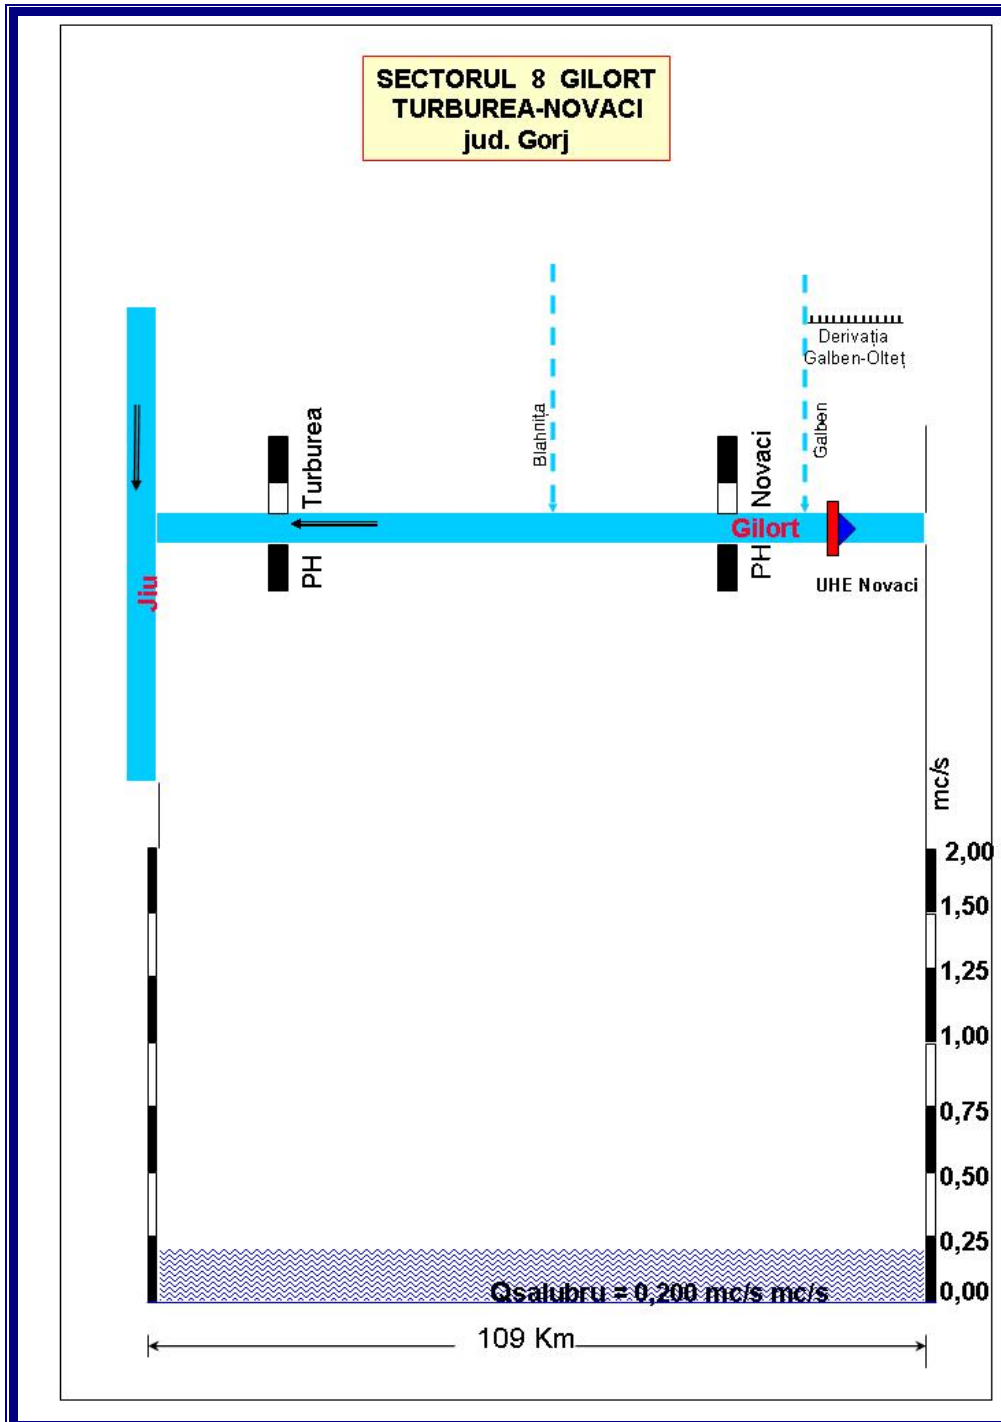 SECTORUL 8 GILORT
TURBUREA-NOVACI
jud. Gorj
Derivația
Galben-Olteț
Blahnița
Galben
PH Turburea
PH Novaci
Gilort
UHE Novaci
Jiu
mc/s
2,00
1,50
1,25
1,00
0,75
0,50
0,25
0,00
Qsalubru = 0,200 mc/s mc/s
109 Km